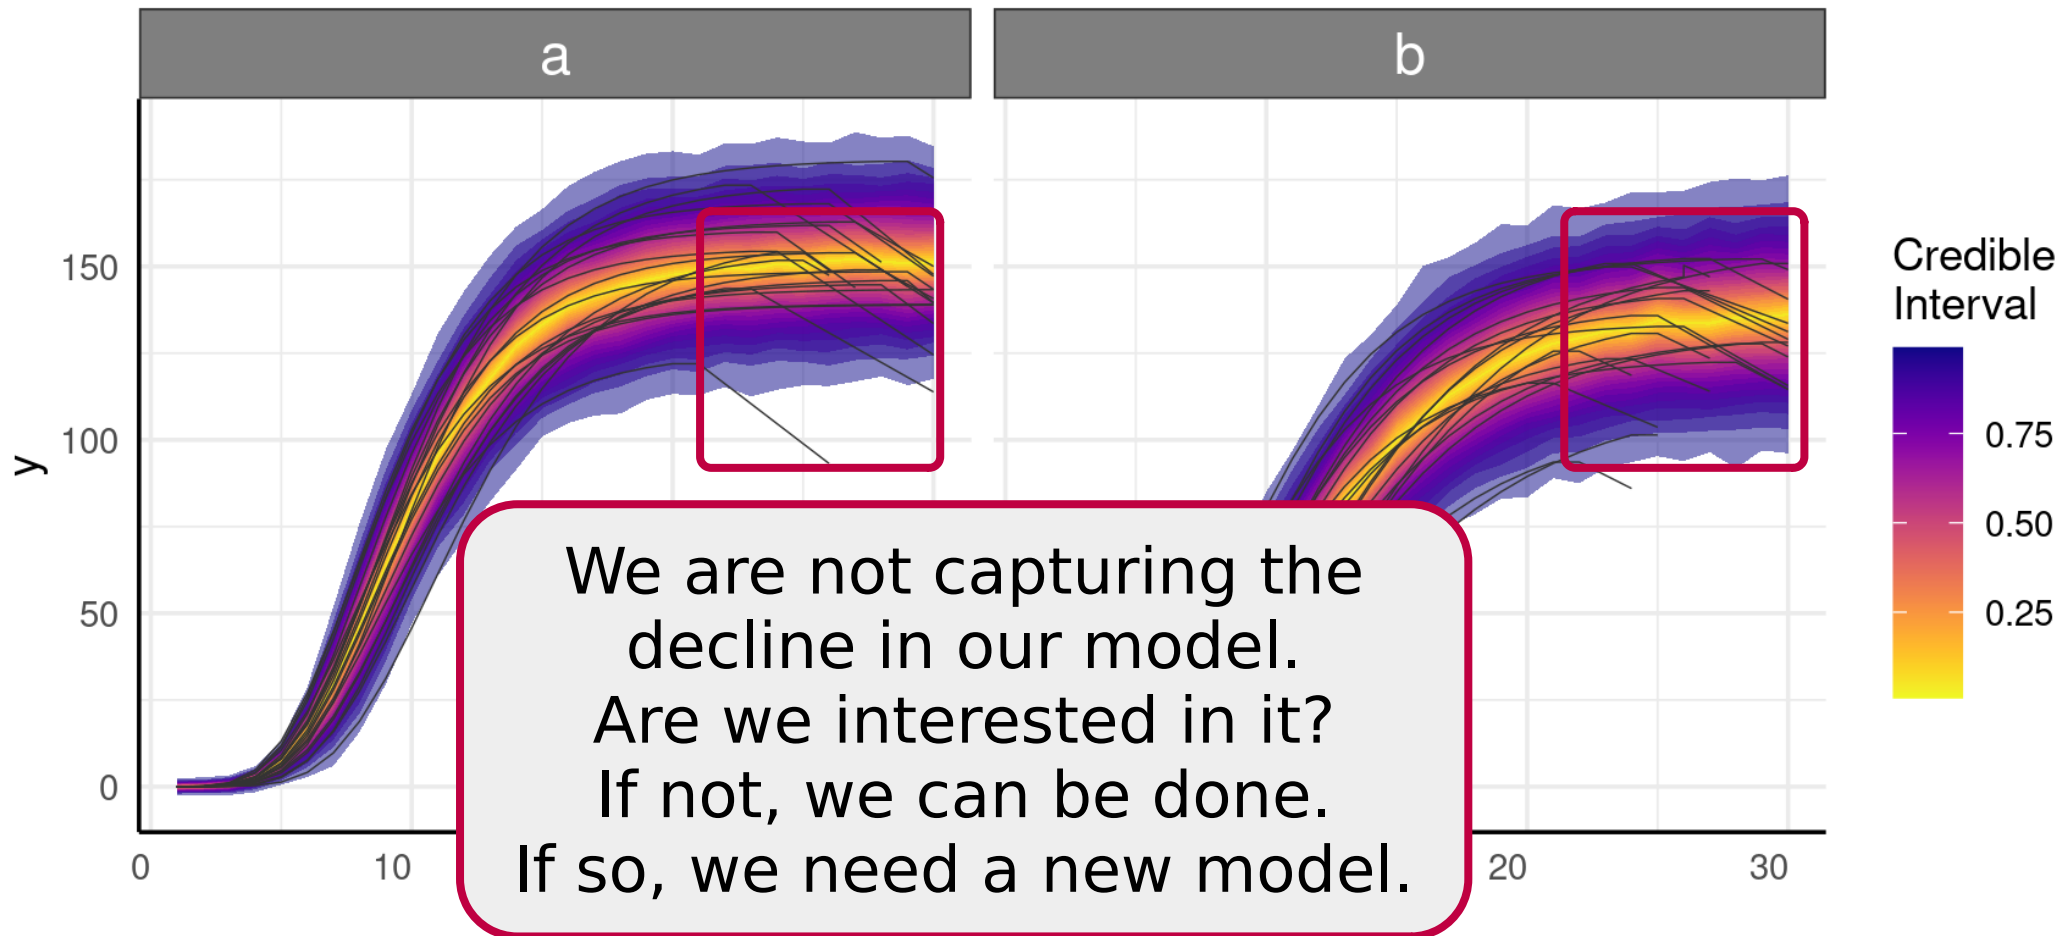 a
b
y
150
100
50
0
0
10
20
30
Credible
Interval
0.75
0.50
0.25
We are not capturing the
decline in our model.
Are we interested in it?
If not, we can be done.
If so, we need a new model.